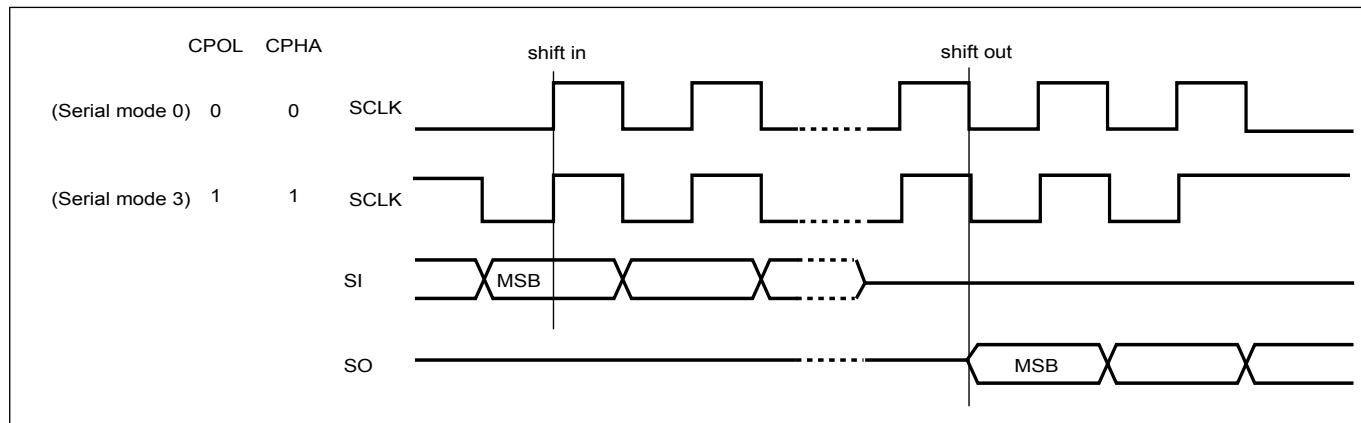 CPOL CPHA
shift in
shift out
(Serial mode 0) 0 0 SCLK
(Serial mode 3) 1 1 SCLK
SI MSB
SO MSB